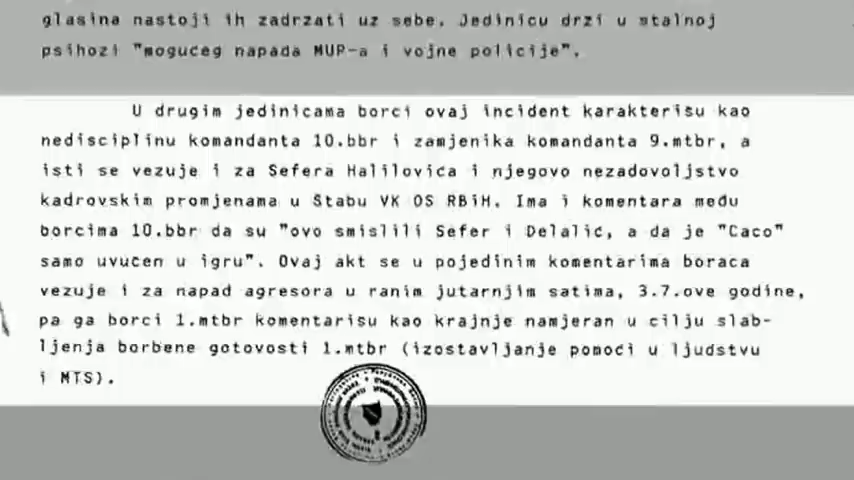 glasina nastoji ih zadrzati uz sebe. Jedinicu drzi u stalnoj
psihozi "moguceg napada MUP-a i vojne policije".
U drugim jedinicama borci ovaj incident karakterisu kao
nedisciplinu komandanta 10.bbr i zamjenika komandanta 9.mtbr, a
isti se vezuje i za Sefera Halilovica i njegovo nezadovoljstvo
kadrovskim promjenama u Stabu VK OS RBiH. Ima i komentara među
borcima 10.bbr da su "ovo smislili Sefer i Delalic, a da je "Caco"
samo uvucen u igru". Ovaj akt se u pojedinim komentarima boraca
vezuje i za napad agresora u ranim jutarnjim satima, 3.7.ove godine,
pa ga borci 1.mtbr komentarisu kao krajnje namjeran u cilju slab-
ljenja borbene gotovosti 1.mtbr (izostavljanje pomoći u ljudstvu
i MTS).